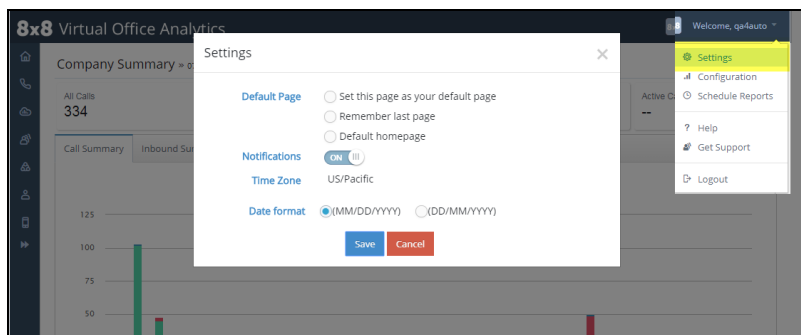 8x8 Virtual Office Analytics
Welcome, qa4auto
Company Summary »
All Calls
334
Active
--
Call Summary
Inbound
Settings
Default Page
Set this page as your default page
Remember last page
Default homepage
Notifications
ON
Time Zone
US/Pacific
Date format
(MM/DD/YYYY)
(DD/MM/YYYY)
Save
Cancel
Settings
Configuration
Schedule Reports
? Help
Get Support
Logout
125
100
75
50